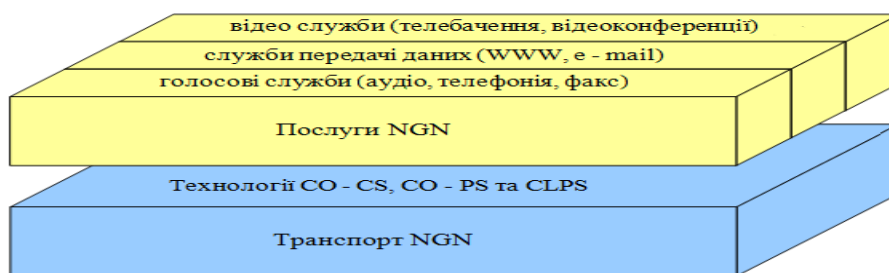 відео служби (телебачення, відеоконференції)
служби передачі даних (WWW, e - mail)
голосові служби (аудіо, телефонія, факс)
Послуги NGN
Технології CO - CS, CO - PS та CLPS
Транспорт NGN